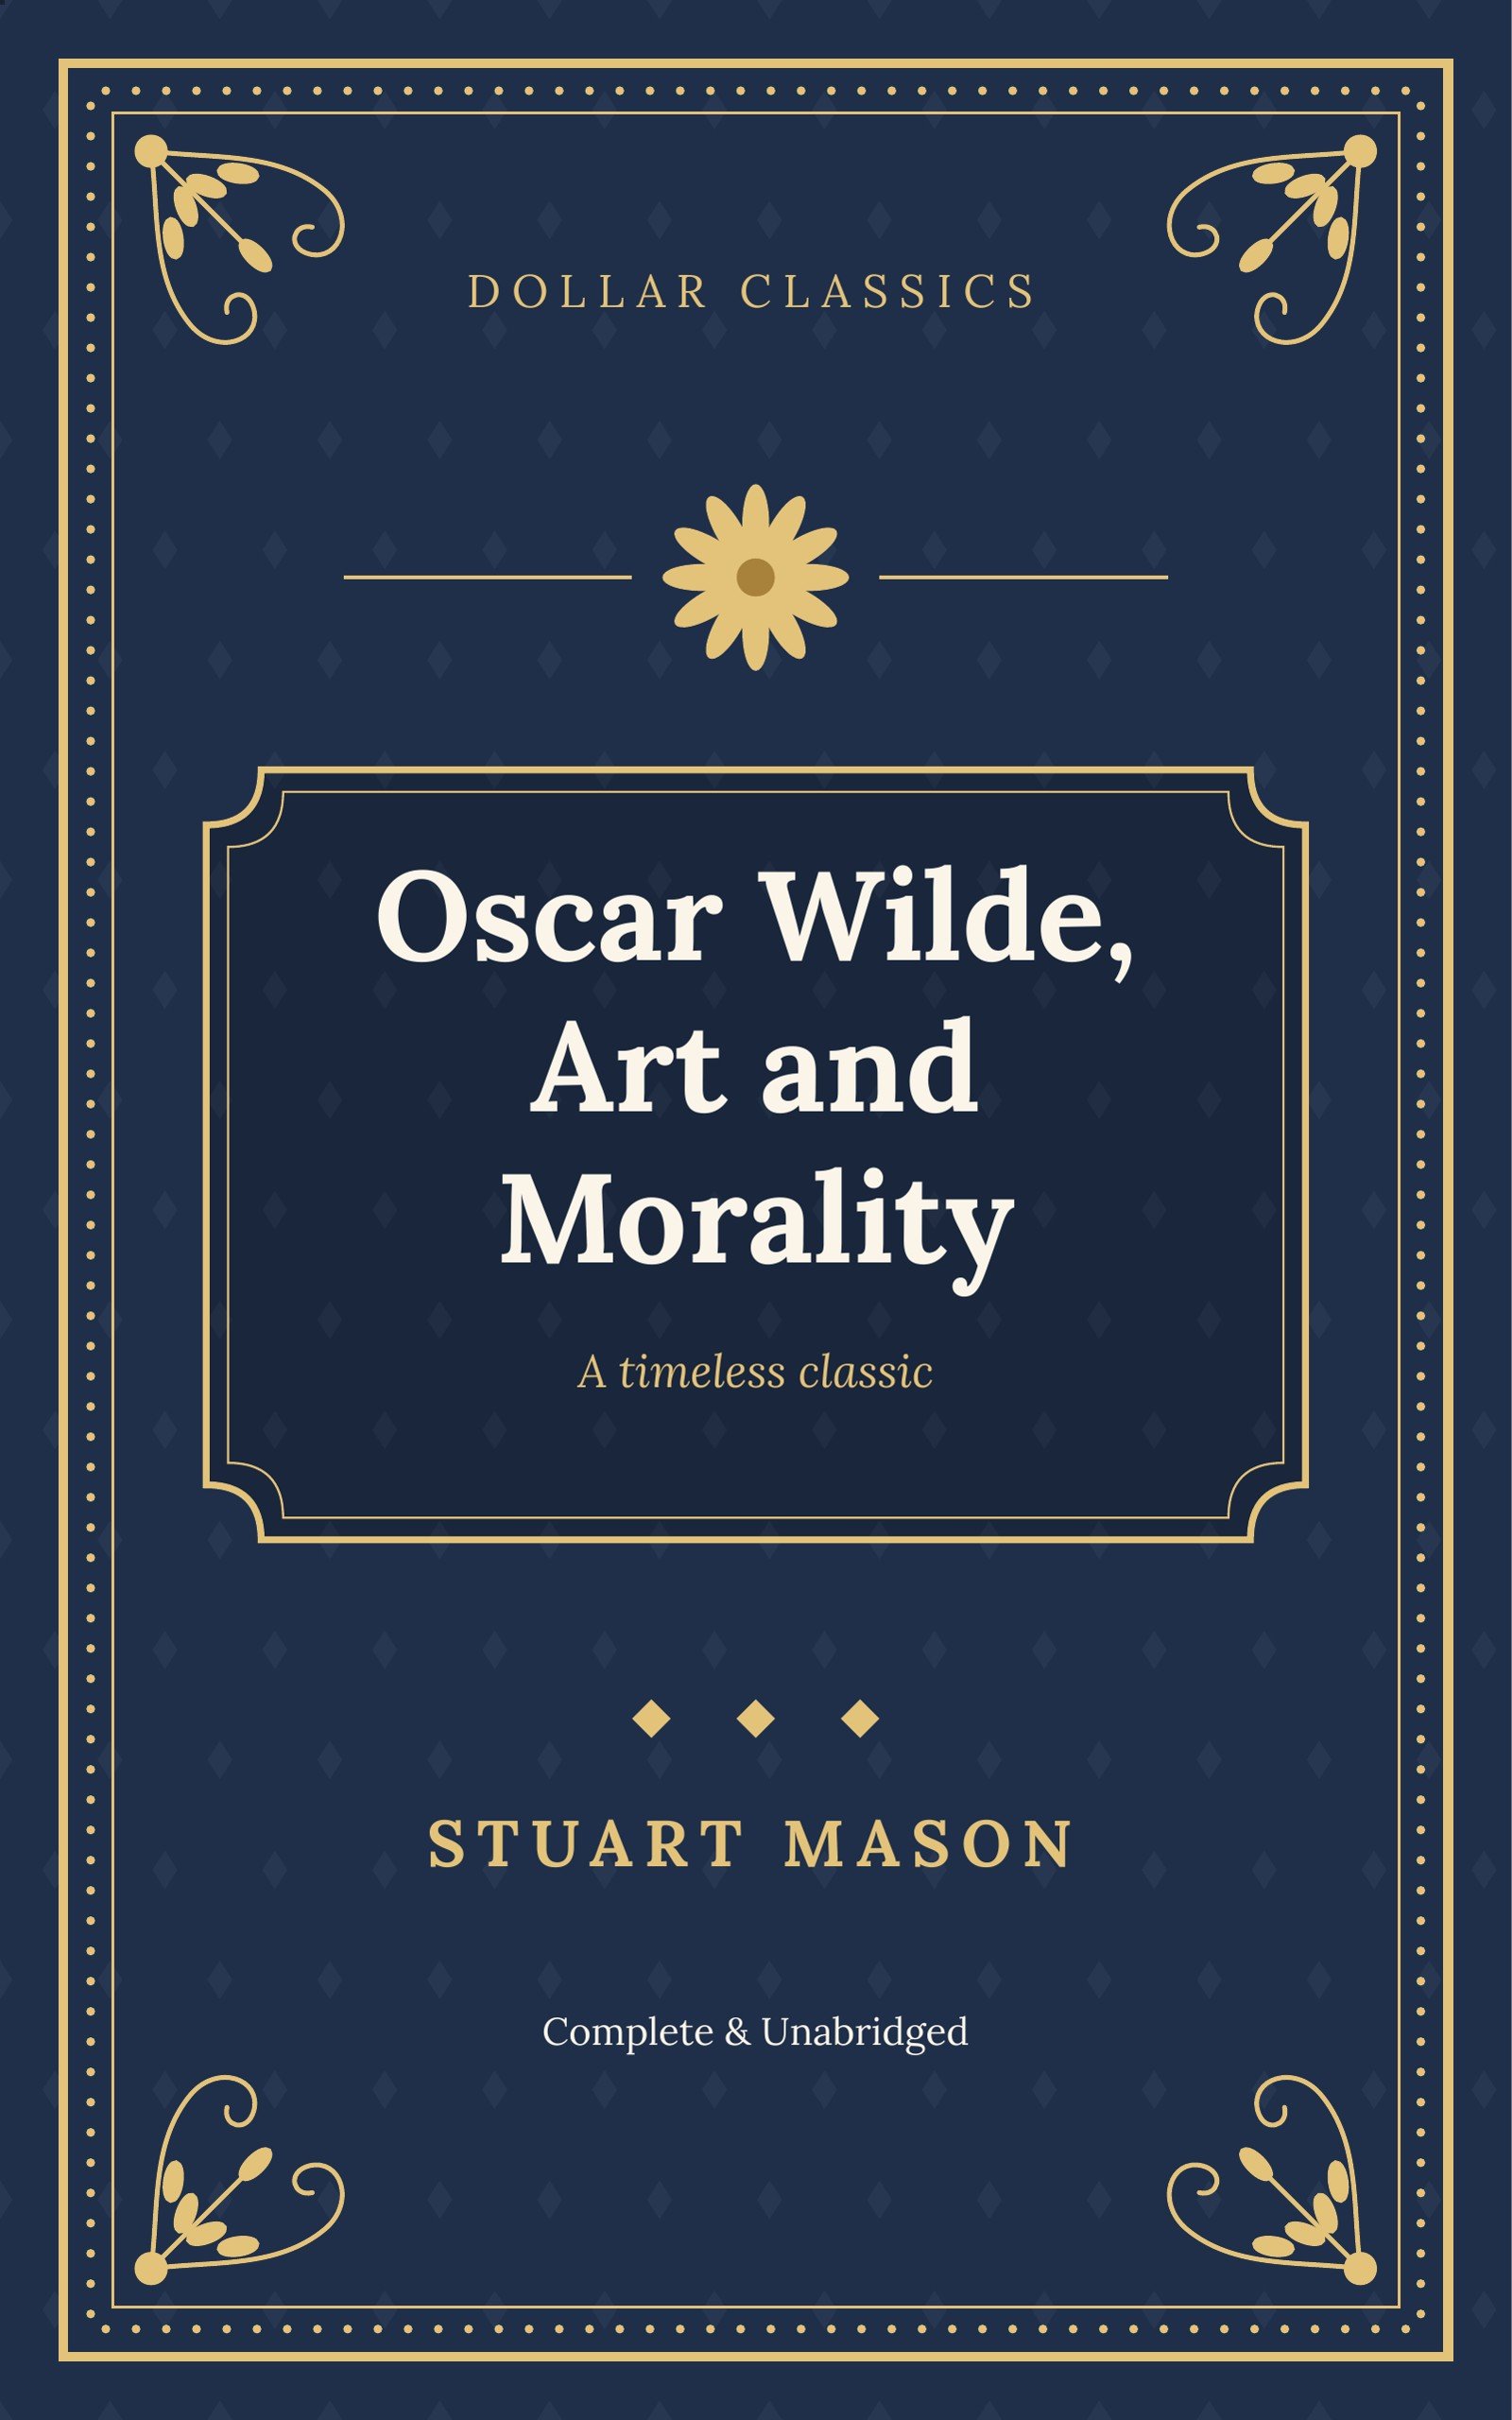 DOLLAR CLASSICS
Oscar Wilde,
Art and
Morality
A timeless classic
STUART MASON
Complete & Unabridged